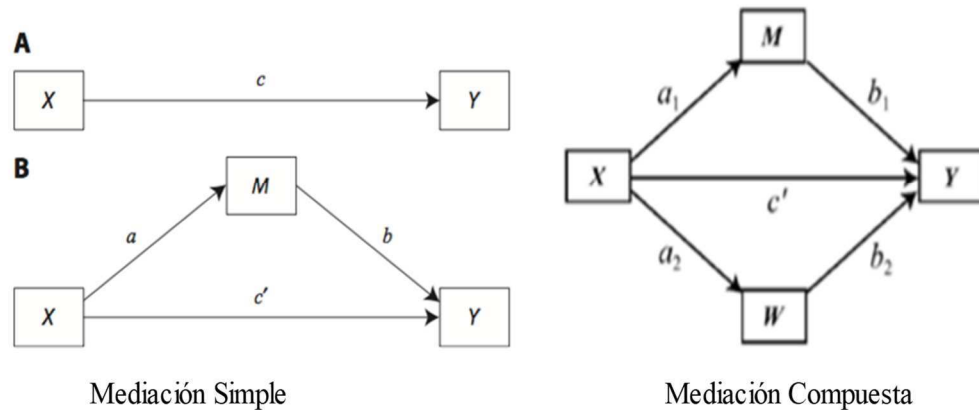 A
X
c
Y
B
M
a
b
X
c′
Y
Mediación Simple
M
a₁
b₁
X
c′
Y
a₂
b₂
W
Mediación Compuesta